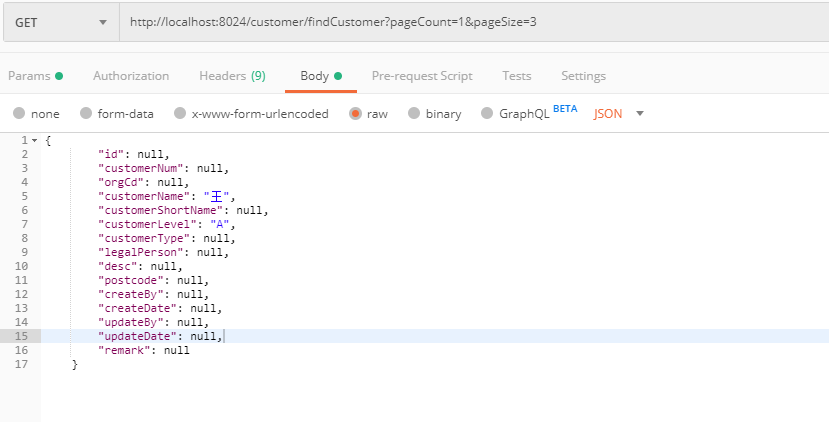 GET http://localhost:8024/customer/findCustomer?pageCount=1&pageSize=3
Params Authorization Headers (9) Body Pre-request Script Tests Settings
none form-data x-www-form-urlencoded raw binary GraphQL BETA JSON
1 {
2 "id": null,
3 "customerNum": null,
4 "orgCd": null,
5 "customerName": "王",
6 "customerShortName": null,
7 "customerLevel": "A",
8 "customerType": null,
9 "legalPerson": null,
10 "desc": null,
11 "postcode": null,
12 "createBy": null,
13 "createDate": null,
14 "updateBy": null,
15 "updateDate": null,
16 "remark": null
17 }